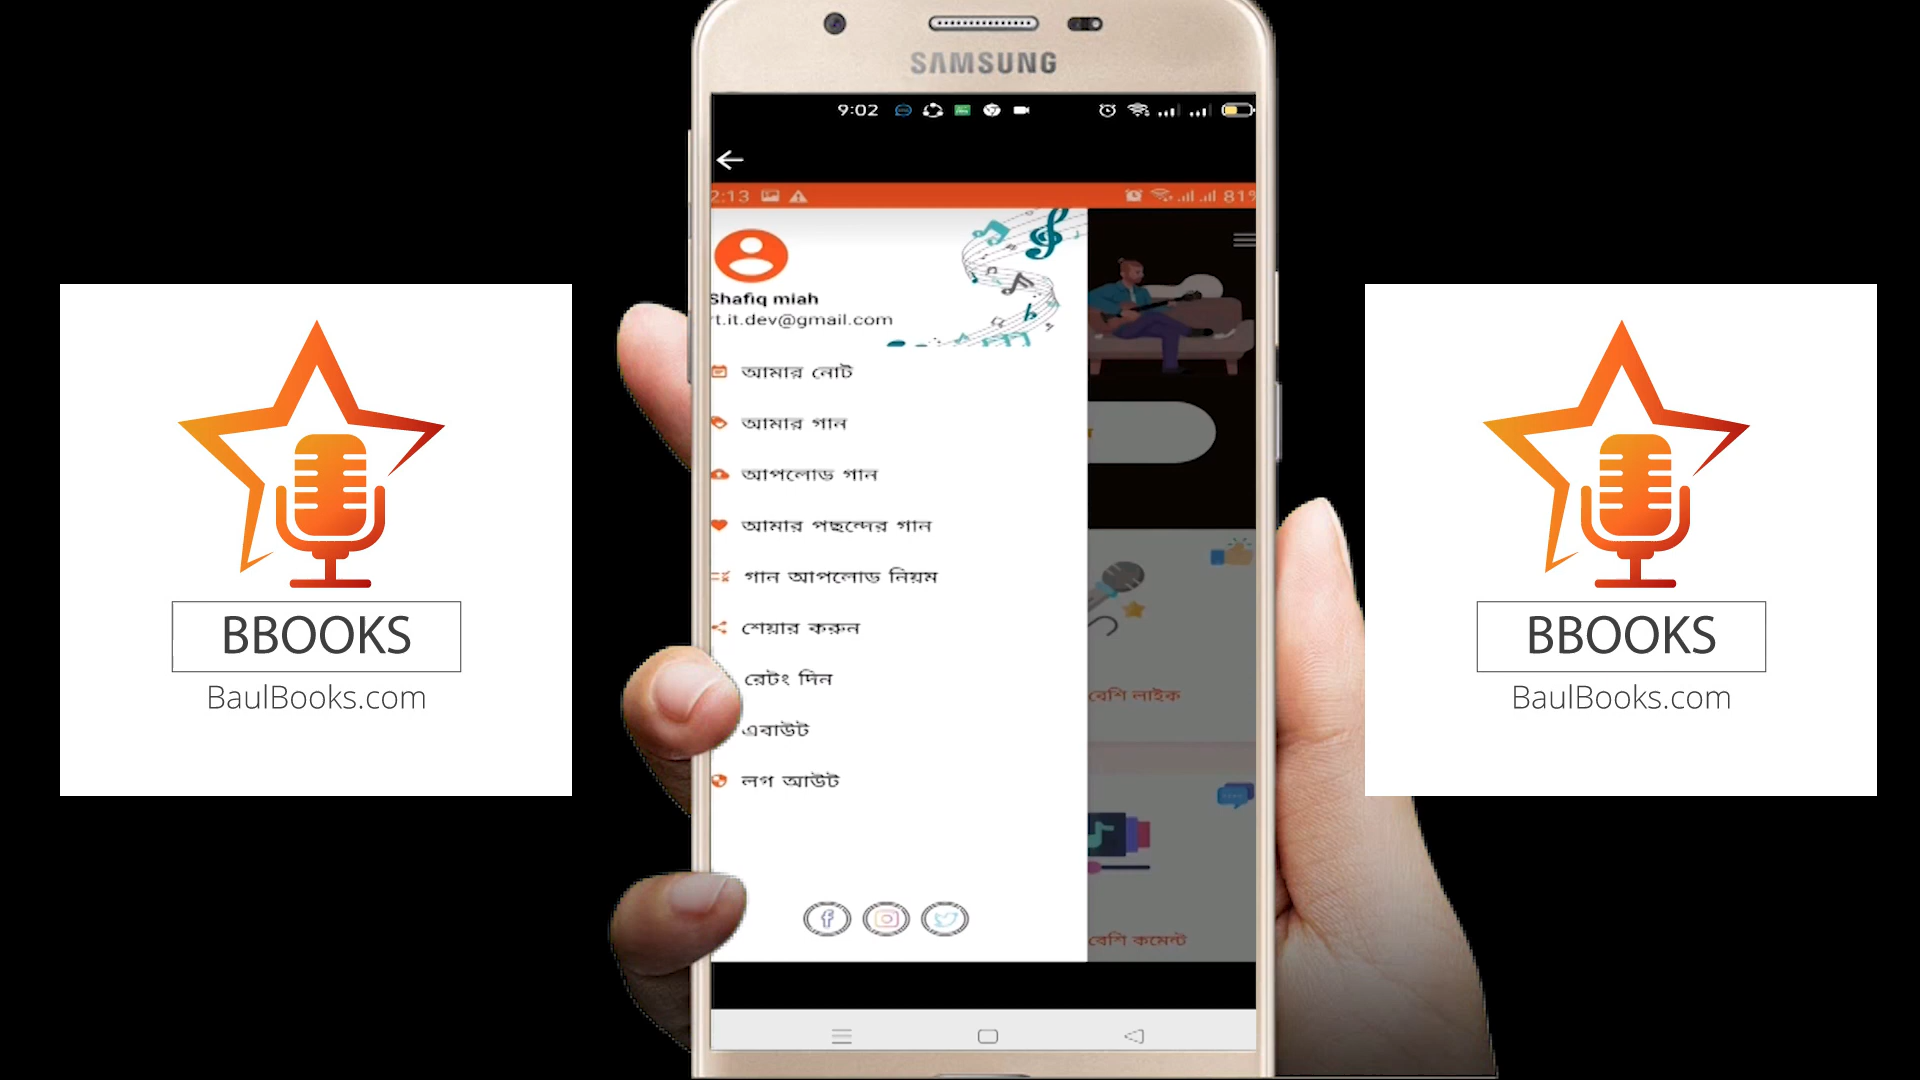 SAMSUNG
9:02
2:13
81%
Shafiq miah
rt.it.dev@gmail.com
আমার নোট
আমার গান
আপলোড গান
আমার পছন্দের গান
গান আপলোড নিয়ম
শেয়ার করুন
রেটং দিন
এবাউট
লগ আউট
বেশি লাইক
বেশি কমেন্ট
BBOOKS
BaulBooks.com
BBOOKS
BaulBooks.com